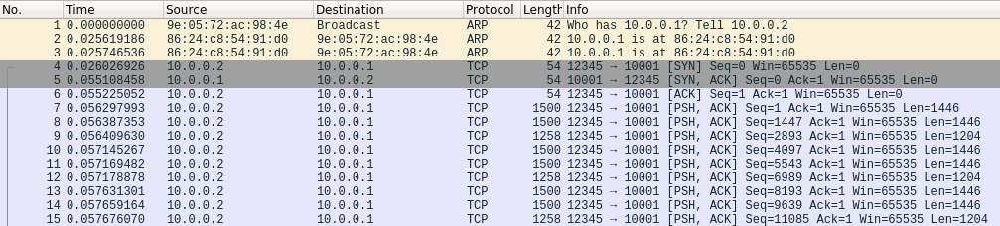 No. Time Source Destination Protocol Length Info
1 0.000000000 9e:05:72:ac:98:4e Broadcast ARP 42 Who has 10.0.0.1? Tell 10.0.0.2
2 0.025619186 86:24:c8:54:91:d0 9e:05:72:ac:98:4e ARP 42 10.0.0.1 is at 86:24:c8:54:91:d0
3 0.025746536 86:24:c8:54:91:d0 9e:05:72:ac:98:4e ARP 42 10.0.0.1 is at 86:24:c8:54:91:d0
4 0.026026926 10.0.0.2 10.0.0.1 TCP 54 12345 → 10001 [SYN] Seq=0 Win=65535 Len=0
5 0.055108458 10.0.0.1 10.0.0.2 TCP 54 10001 → 12345 [SYN, ACK] Seq=0 Ack=1 Win=65535 Len=0
6 0.055225052 10.0.0.2 10.0.0.1 TCP 54 12345 → 10001 [ACK] Seq=1 Ack=1 Win=65535 Len=0
7 0.056297993 10.0.0.2 10.0.0.1 TCP 1500 12345 → 10001 [PSH, ACK] Seq=1 Ack=1 Win=65535 Len=1446
8 0.056387353 10.0.0.2 10.0.0.1 TCP 1500 12345 → 10001 [PSH, ACK] Seq=1447 Ack=1 Win=65535 Len=1446
9 0.056409630 10.0.0.2 10.0.0.1 TCP 1258 12345 → 10001 [PSH, ACK] Seq=2893 Ack=1 Win=65535 Len=1204
10 0.057145267 10.0.0.2 10.0.0.1 TCP 1500 12345 → 10001 [PSH, ACK] Seq=4097 Ack=1 Win=65535 Len=1446
11 0.057169482 10.0.0.2 10.0.0.1 TCP 1500 12345 → 10001 [PSH, ACK] Seq=5543 Ack=1 Win=65535 Len=1446
12 0.057178878 10.0.0.2 10.0.0.1 TCP 1258 12345 → 10001 [PSH, ACK] Seq=6989 Ack=1 Win=65535 Len=1204
13 0.057631301 10.0.0.2 10.0.0.1 TCP 1500 12345 → 10001 [PSH, ACK] Seq=8193 Ack=1 Win=65535 Len=1446
14 0.057659164 10.0.0.2 10.0.0.1 TCP 1500 12345 → 10001 [PSH, ACK] Seq=9639 Ack=1 Win=65535 Len=1446
15 0.057676070 10.0.0.2 10.0.0.1 TCP 1258 12345 → 10001 [PSH, ACK] Seq=11085 Ack=1 Win=65535 Len=1204